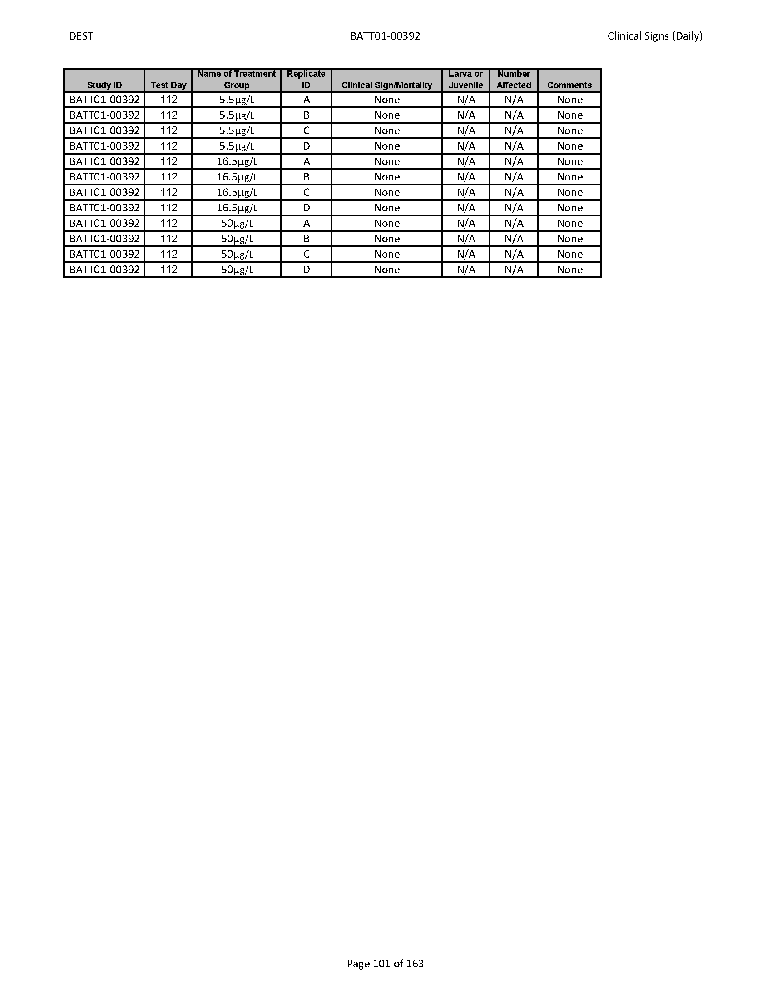 DEST BATT01-00392 Clinical Signs (Daily)
Study ID Test Day Name of Treatment Group Replicate ID Clinical Sign/Mortality Larva or Juvenile Number Affected Comments
BATT01-00392 112 5.5µg/L A None N/A N/A None
BATT01-00392 112 5.5µg/L B None N/A N/A None
BATT01-00392 112 5.5µg/L C None N/A N/A None
BATT01-00392 112 5.5µg/L D None N/A N/A None
BATT01-00392 112 16.5µg/L A None N/A N/A None
BATT01-00392 112 16.5µg/L B None N/A N/A None
BATT01-00392 112 16.5µg/L C None N/A N/A None
BATT01-00392 112 16.5µg/L D None N/A N/A None
BATT01-00392 112 50µg/L A None N/A N/A None
BATT01-00392 112 50µg/L B None N/A N/A None
BATT01-00392 112 50µg/L C None N/A N/A None
BATT01-00392 112 50µg/L D None N/A N/A None
Page 101 of 163